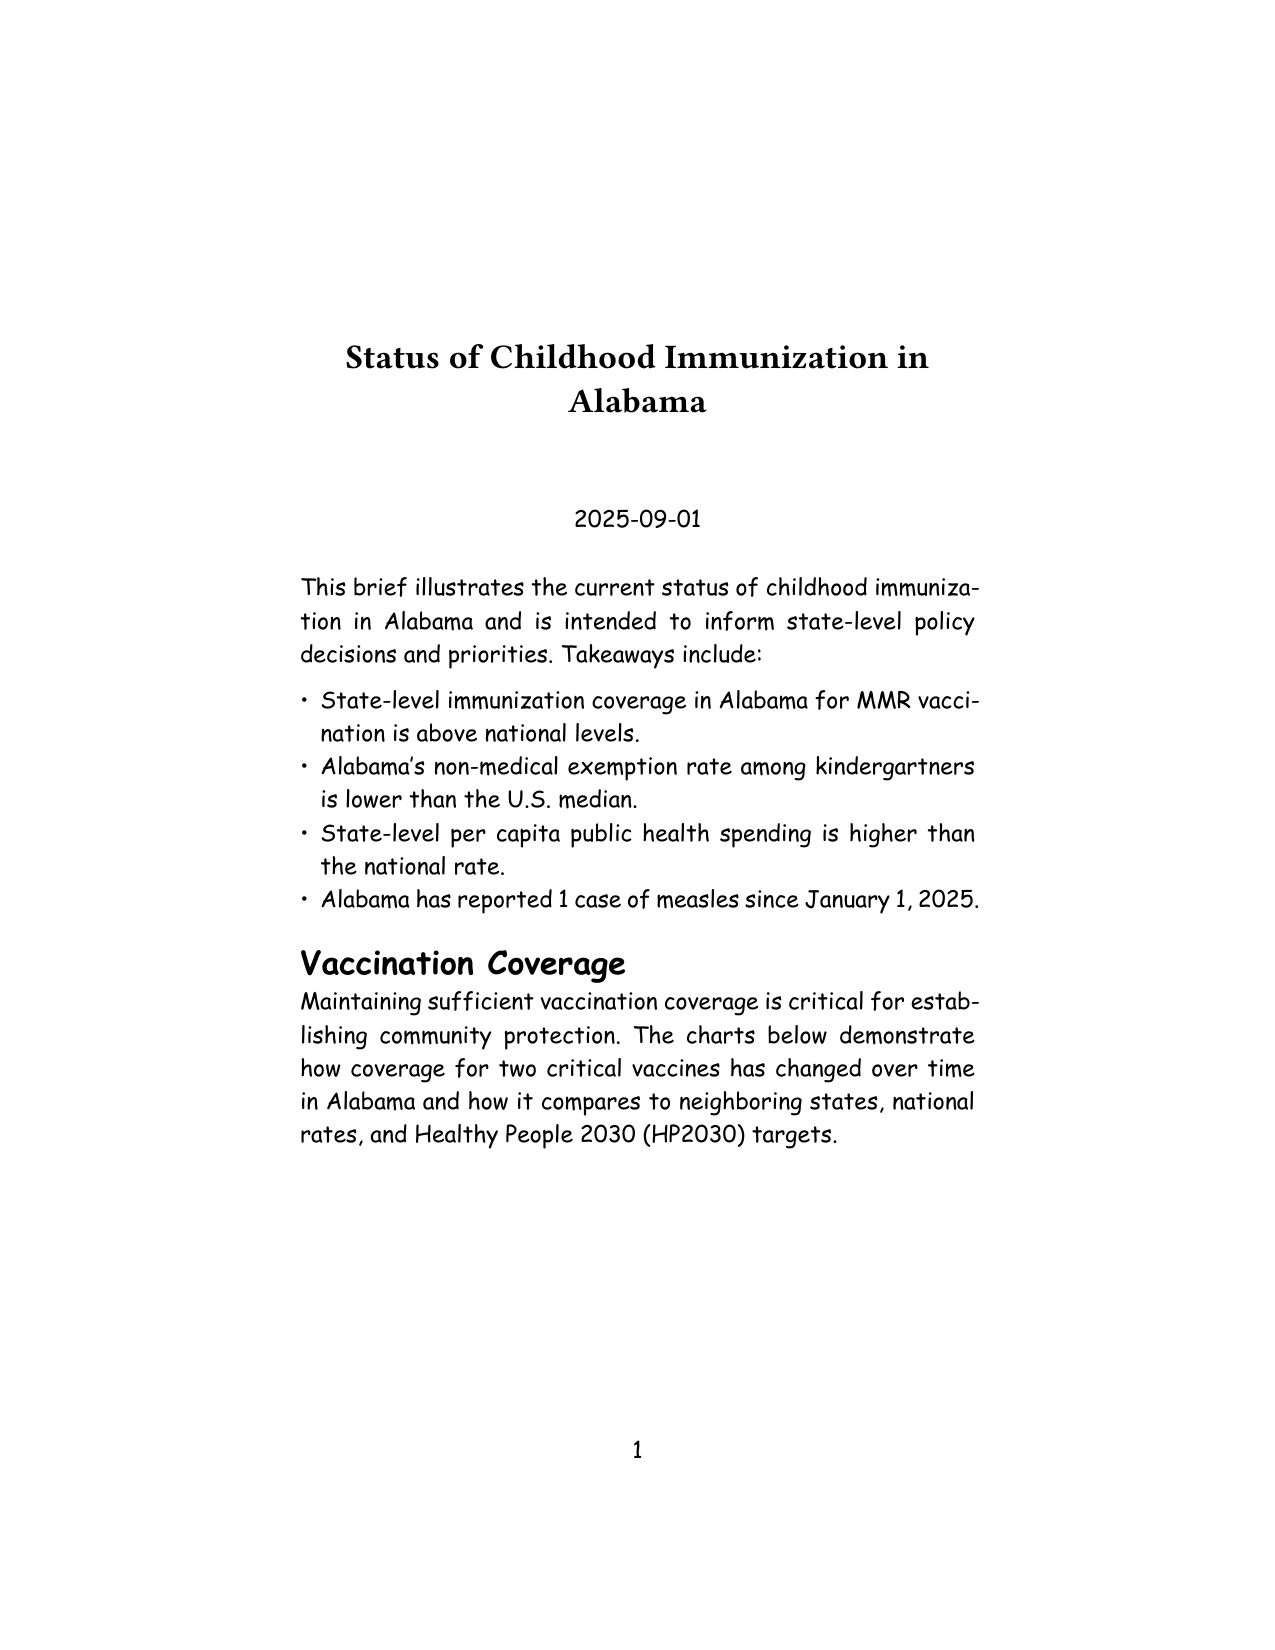 Status of Childhood Immunization in
Alabama
2025-09-01
This brief illustrates the current status of childhood immuniza-
tion in Alabama and is intended to inform state-level policy
decisions and priorities. Takeaways include:
• State-level immunization coverage in Alabama for MMR vacci-
nation is above national levels.
• Alabama’s non-medical exemption rate among kindergartners
is lower than the U.S. median.
• State-level per capita public health spending is higher than
the national rate.
• Alabama has reported 1 case of measles since January 1, 2025.
Vaccination Coverage
Maintaining sufficient vaccination coverage is critical for estab-
lishing community protection. The charts below demonstrate
how coverage for two critical vaccines has changed over time
in Alabama and how it compares to neighboring states, national
rates, and Healthy People 2030 (HP2030) targets.
1